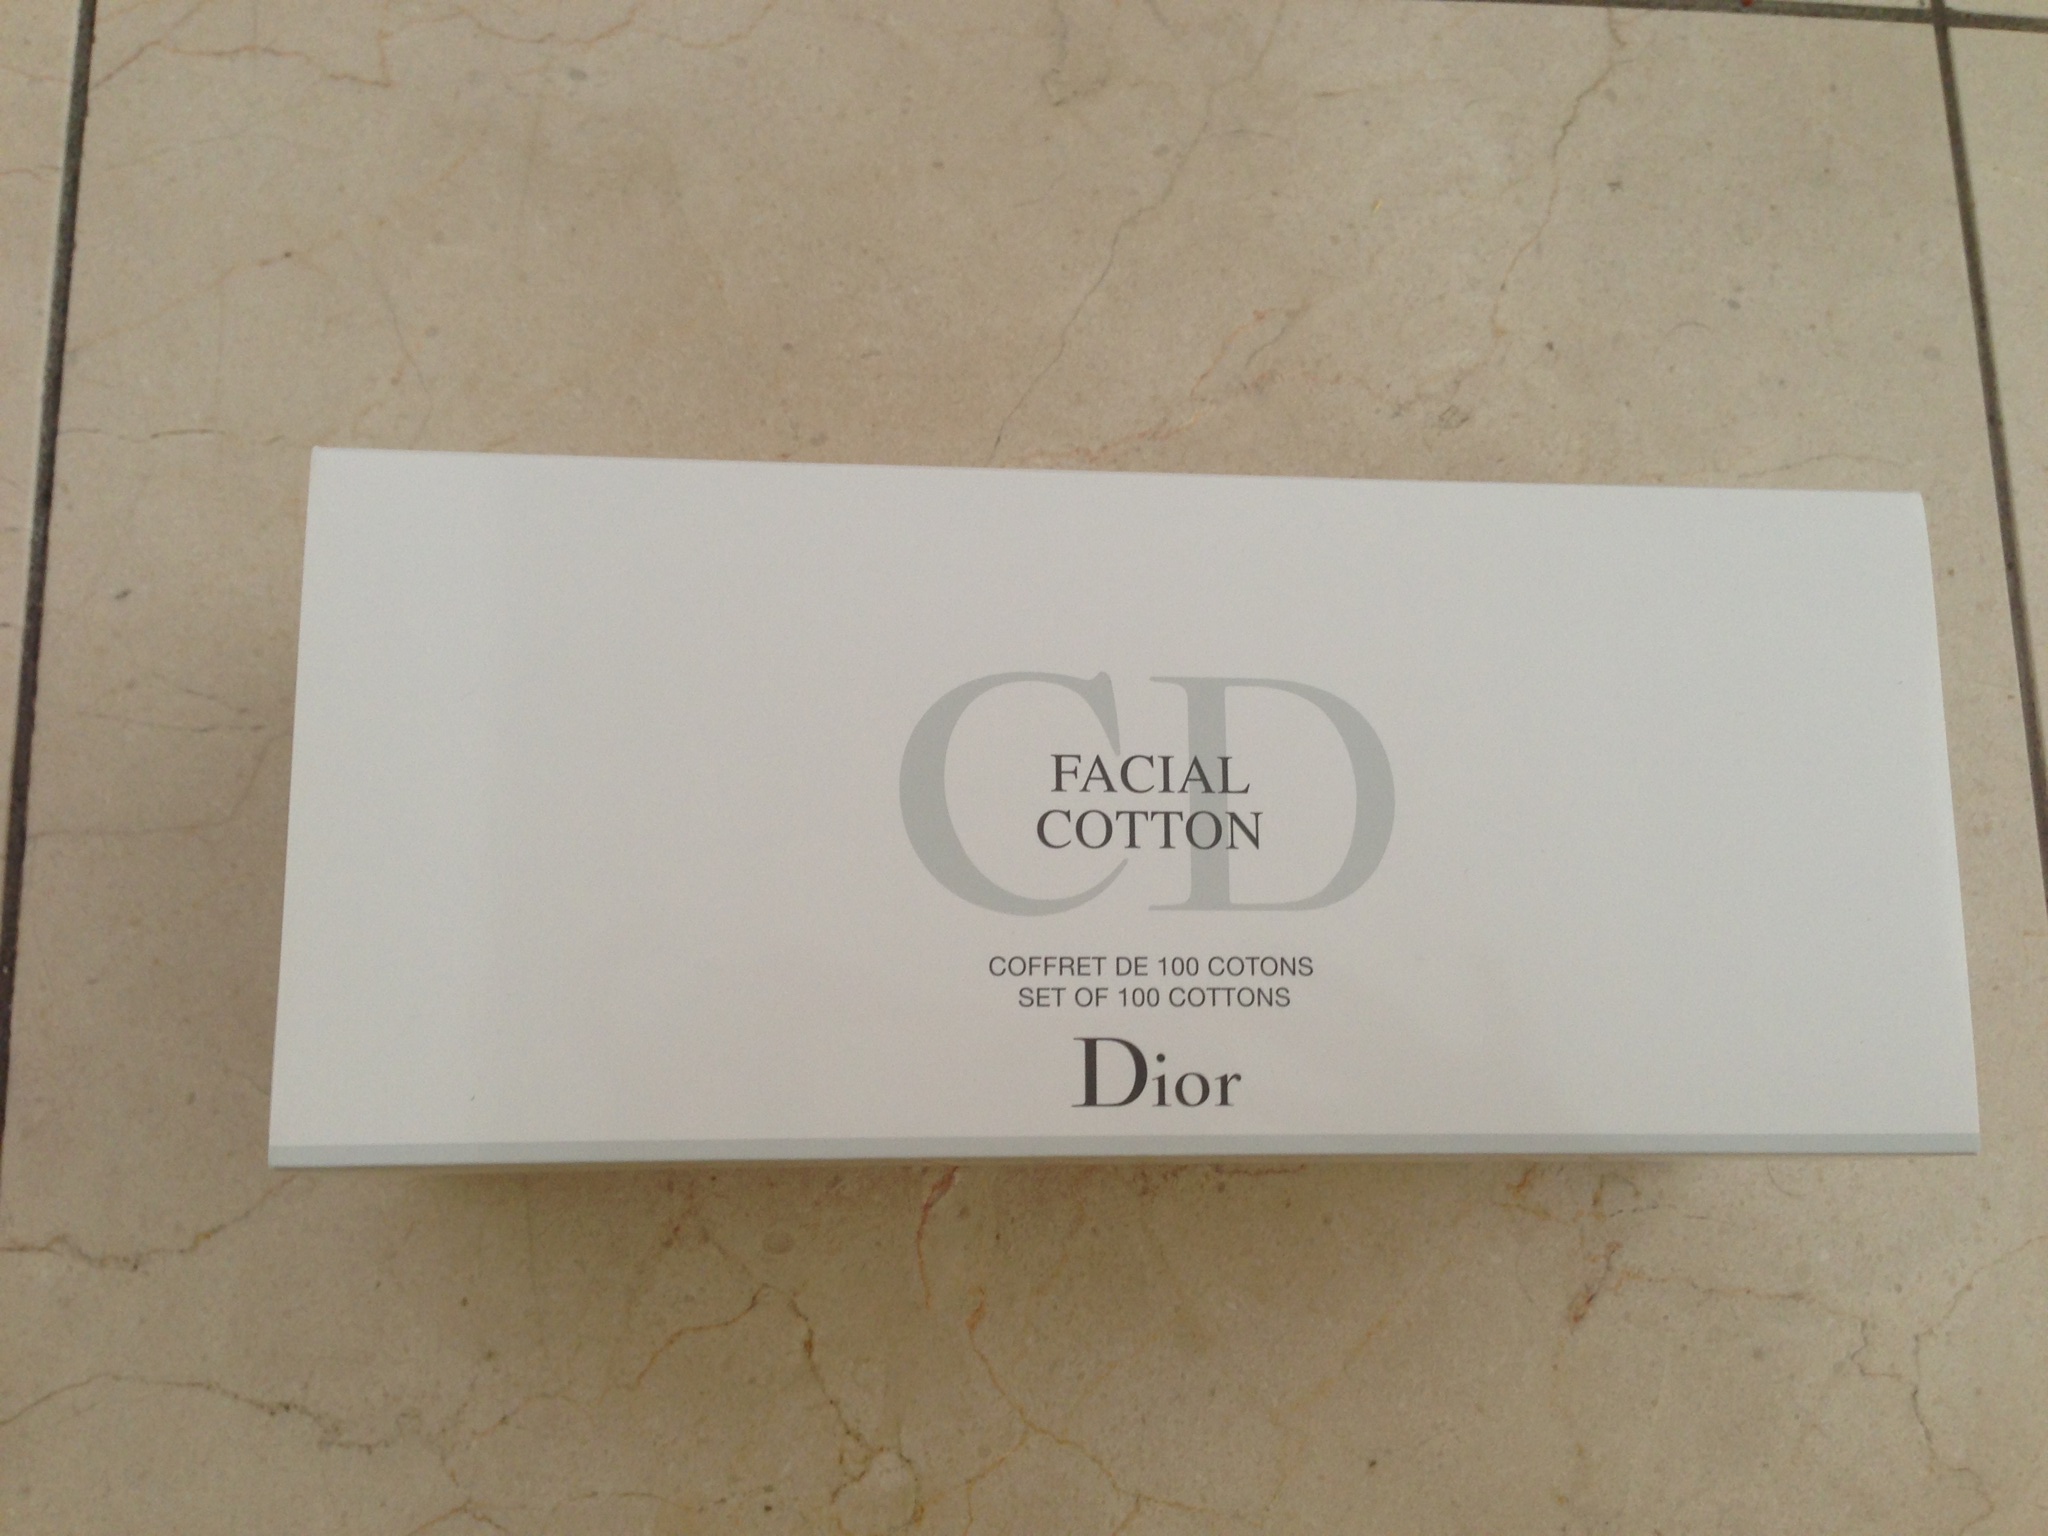 CD
FACIAL
COTTON
COFFRET DE 100 COTONS
SET OF 100 COTTONS
Dior